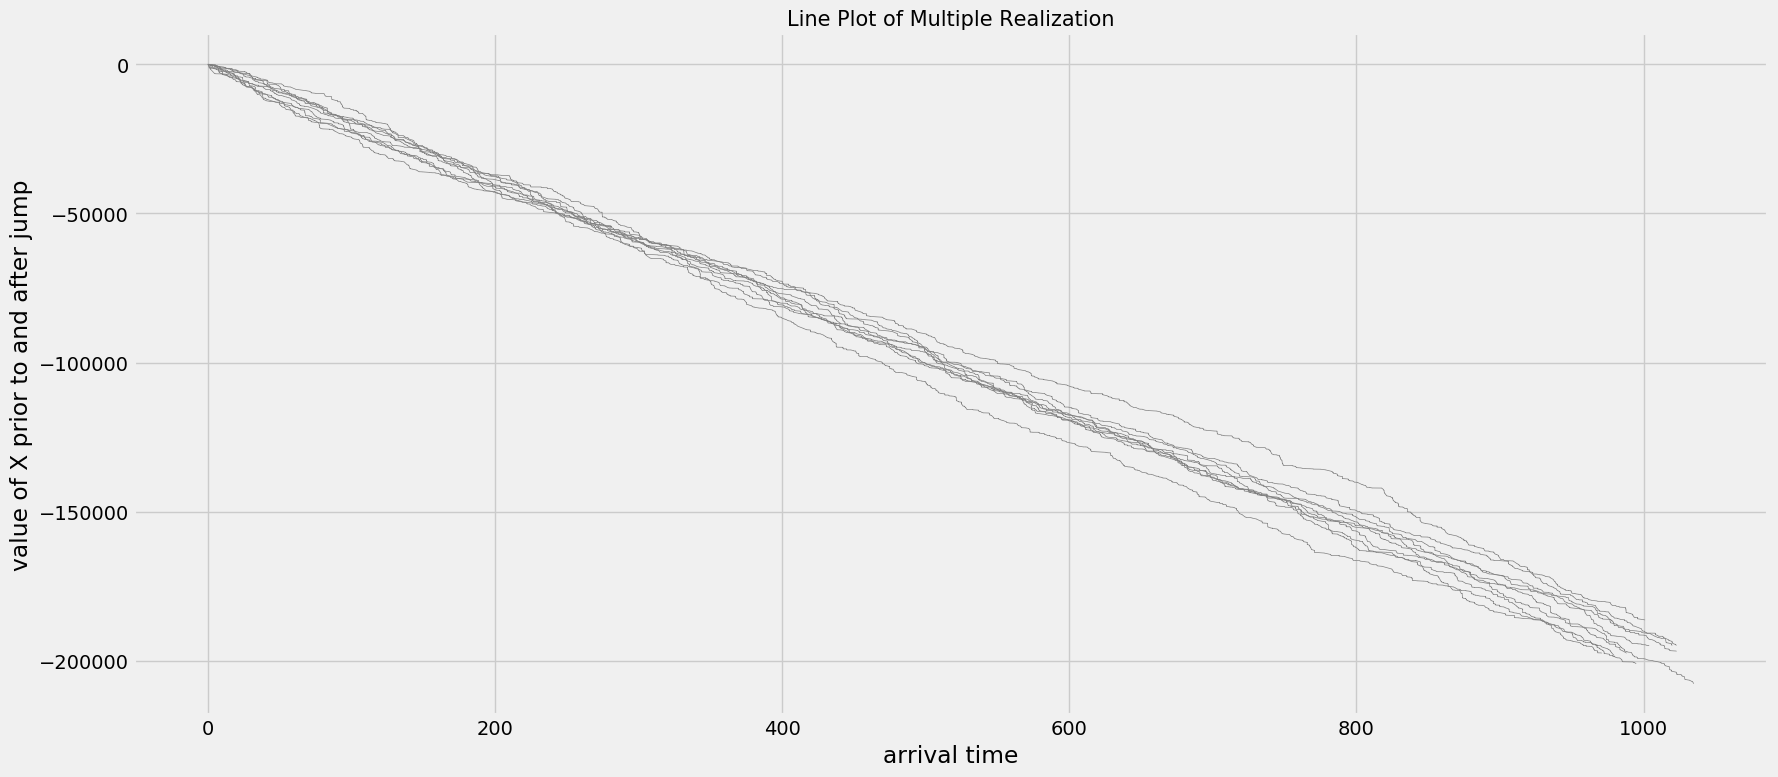 Line Plot of Multiple Realization
value of X prior to and after jump
0
−50000
−100000
−150000
−200000
0 200 400 600 800 1000
arrival time